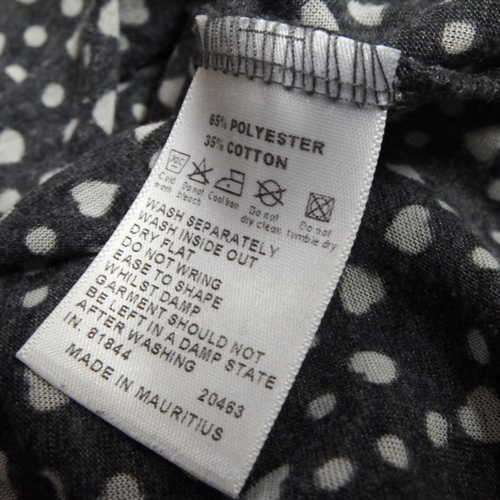 65% POLYESTER
35% COTTON
Cold Do not Cool Iron Do not Do not
wash bleach dry clean tumble dry
WASH SEPARATELY
WASH INSIDE OUT
DRY FLAT
DO NOT WRING
EASE TO SHAPE
WHILST DAMP
GARMENT SHOULD NOT
BE LEFT IN A DAMP STATE
AFTER WASHING
IN. 81844 20463
MADE IN MAURITIUS